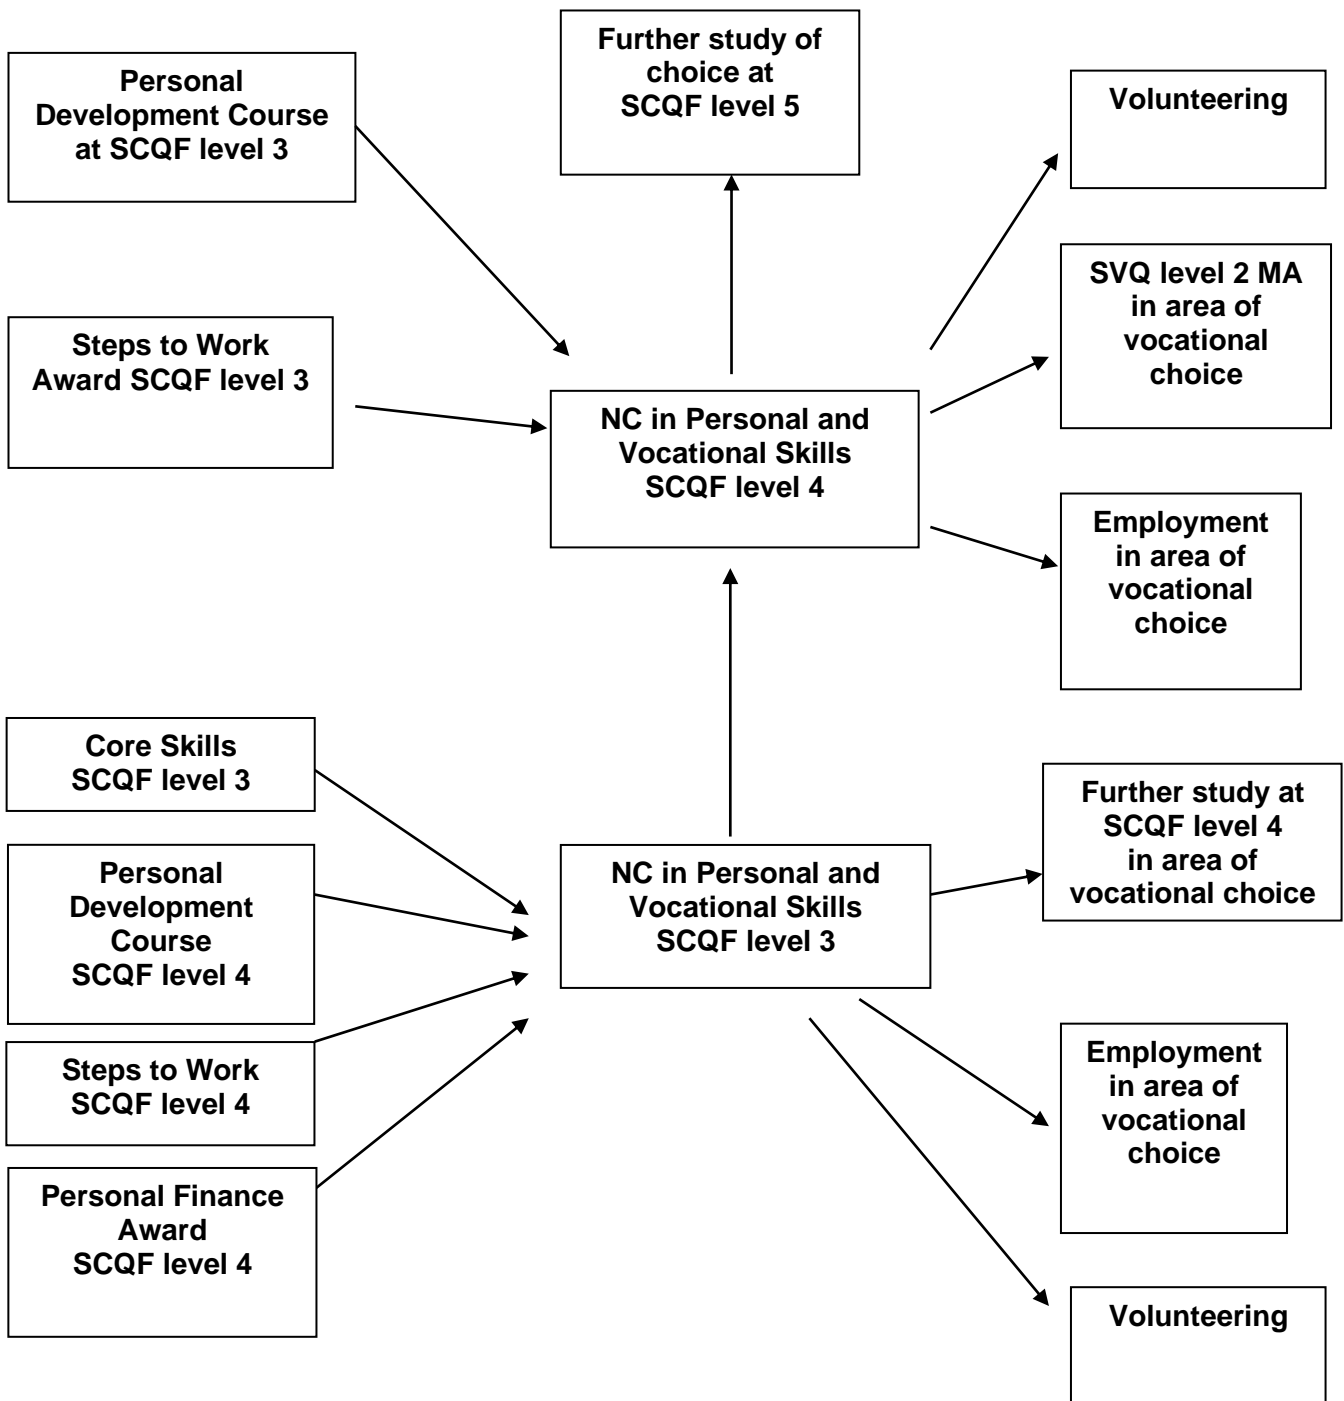 Personal
Development Course
at SCQF level 3
Further study of
choice at
SCQF level 5
Volunteering
SVQ level 2 MA
in area of
vocational
choice
Steps to Work
Award SCQF level 3
NC in Personal and
Vocational Skills
SCQF level 4
Employment
in area of
vocational
choice
Core Skills
SCQF level 3
Personal
Development
Course
SCQF level 4
Steps to Work
SCQF level 4
Personal Finance
Award
SCQF level 4
NC in Personal and
Vocational Skills
SCQF level 3
Further study at
SCQF level 4
in area of
vocational choice
Employment
in area of
vocational
choice
Volunteering